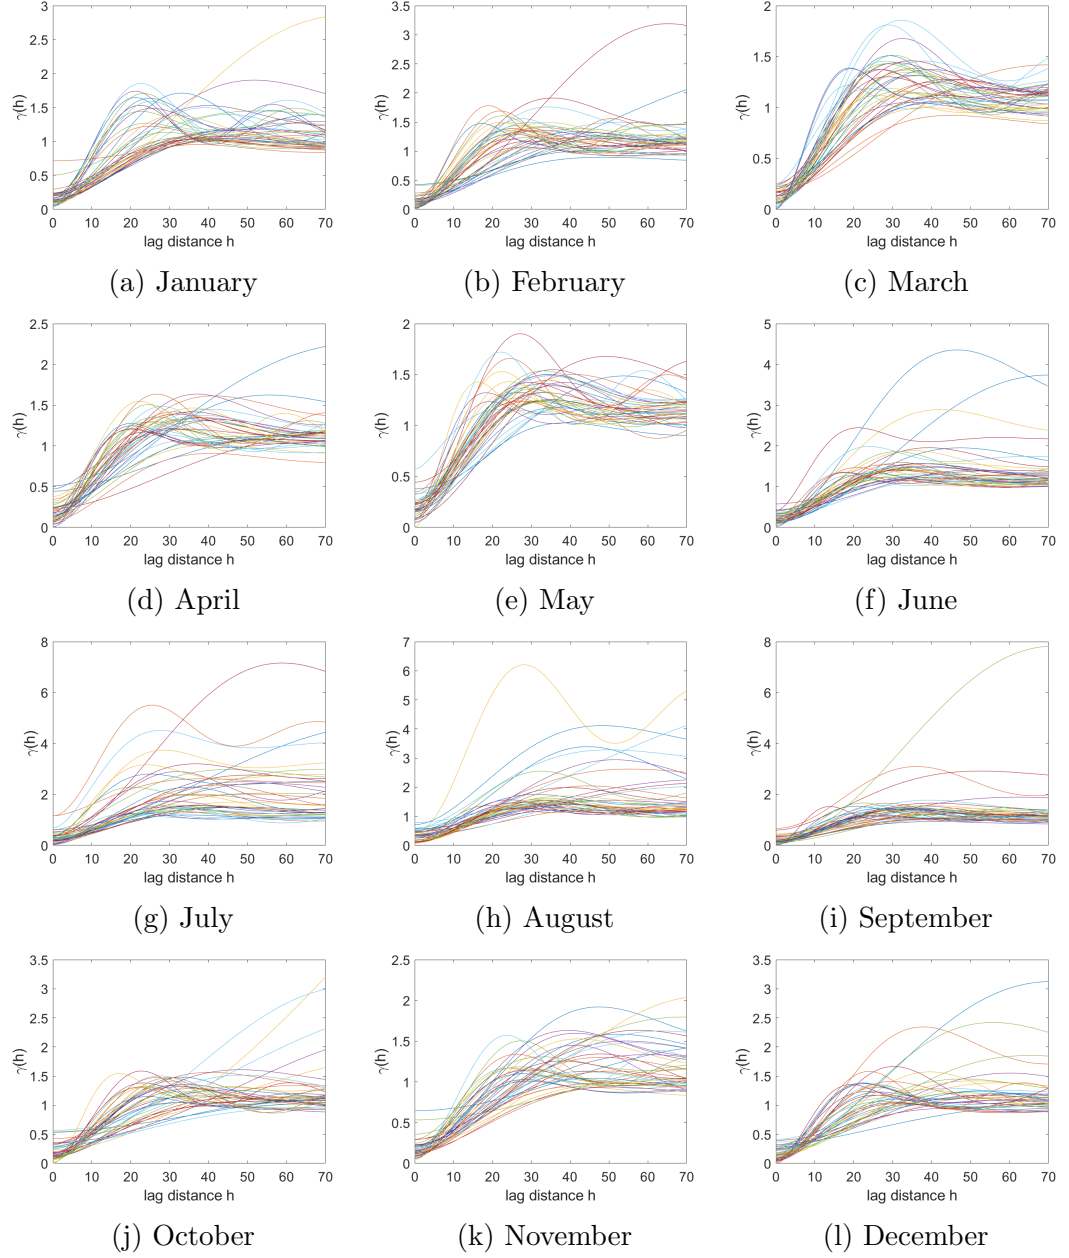 3
2.5
2
1.5
1
0.5
0
γ(h)
0 10 20 30 40 50 60 70
lag distance h
(a) January
3.5
3
2.5
2
1.5
1
0.5
0
γ(h)
0 10 20 30 40 50 60 70
lag distance h
(b) February
2
1.5
1
0.5
0
γ(h)
0 10 20 30 40 50 60 70
lag distance h
(c) March
2.5
2
1.5
1
0.5
0
γ(h)
0 10 20 30 40 50 60 70
lag distance h
(d) April
2
1.5
1
0.5
0
γ(h)
0 10 20 30 40 50 60 70
lag distance h
(e) May
5
4
3
2
1
0
γ(h)
0 10 20 30 40 50 60 70
lag distance h
(f) June
8
6
4
2
0
γ(h)
0 10 20 30 40 50 60 70
lag distance h
(g) July
7
6
5
4
3
2
1
0
γ(h)
0 10 20 30 40 50 60 70
lag distance h
(h) August
8
6
4
2
0
γ(h)
0 10 20 30 40 50 60 70
lag distance h
(i) September
3.5
3
2.5
2
1.5
1
0.5
0
γ(h)
0 10 20 30 40 50 60 70
lag distance h
(j) October
2.5
2
1.5
1
0.5
0
γ(h)
0 10 20 30 40 50 60 70
lag distance h
(k) November
3.5
3
2.5
2
1.5
1
0.5
0
γ(h)
0 10 20 30 40 50 60 70
lag distance h
(l) December